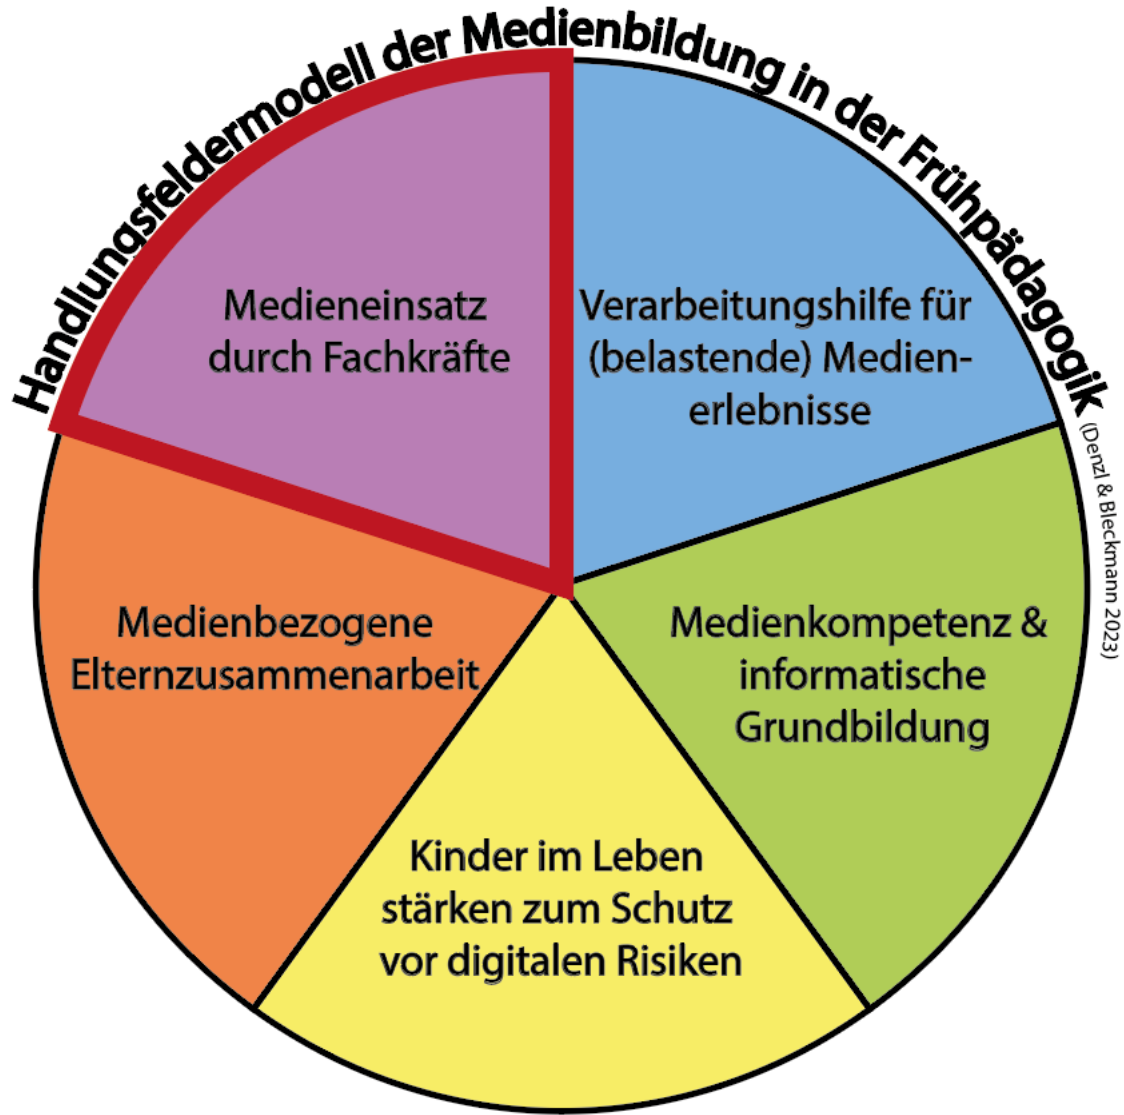 Handlungsfeldermodell der Medienbildung in der Frühpädagogik
(Denzl & Bleckmann 2023)
Medieneinsatz
durch Fachkräfte
Verarbeitungshilfe für
(belastende) Medien-
erlebnisse
Medienbezogene
Elternzusammenarbeit
Medienkompetenz &
informatische
Grundbildung
Kinder im Leben
stärken zum Schutz
vor digitalen Risiken